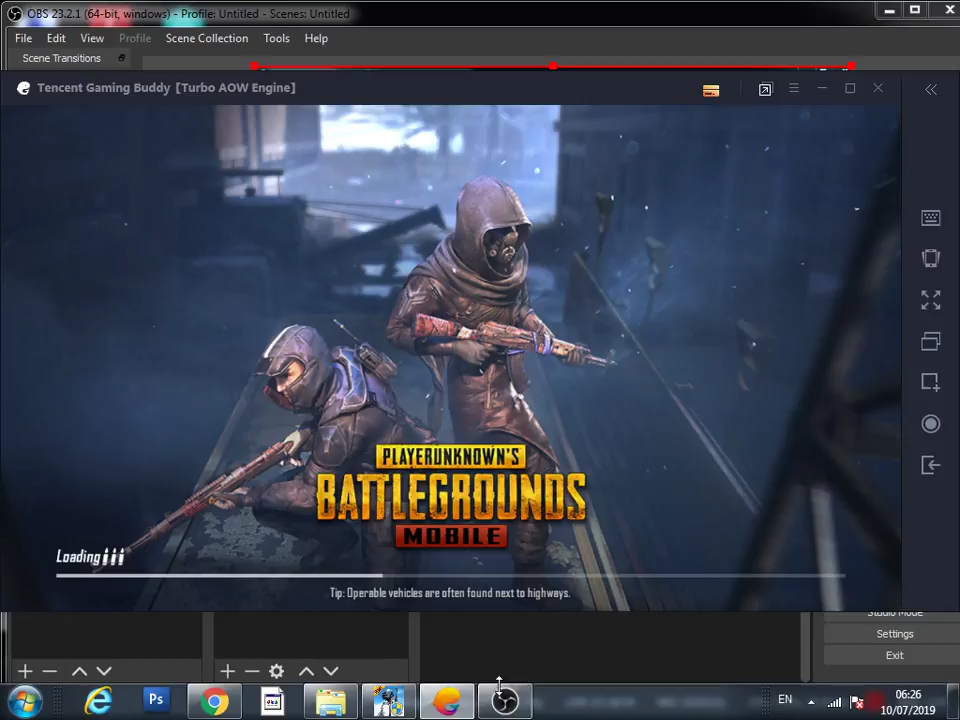 OBS 23.2.1 (64-bit, windows) - Profile: Untitled - Scenes: Untitled
File Edit View Profile Scene Collection Tools Help
Scene Transitions
Tencent Gaming Buddy [Turbo AOW Engine]
PLAYERUNKNOWN'S
BATTLEGROUNDS
MOBILE
Loading
Tip: Operable vehicles are often found next to highways.
Studio Mode
Settings
Exit
Ps
EN
06:26
10/07/2019